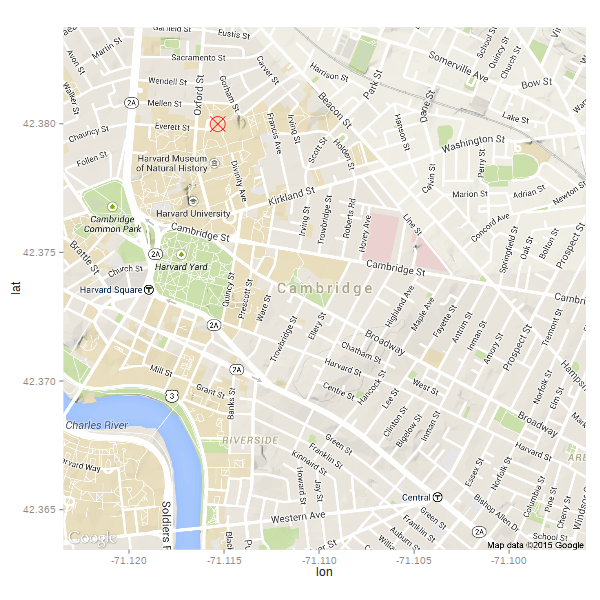 Garfield St
Eustis St
Martin St
Avon St
Sacramento St
Carver St
School St
Quincy St
Church St
Somerville Ave
Harrison St
Park St
Wendell St
Oxford St
Gorham St
Bow St
Walker St
Mellen St
2A
Beacon St
Dane St
Lake St
42.380
Chauncy St
Everett St
Francis Ave
Irving St
Hanson St
Washington St
Follen St
Harvard Museum
of Natural History
Divinity Ave
Scott St
Holden St
Perry St
Calvin St
Marion St
Adrian St
Newton St
Kirkland St
Harvard University
Cambridge
Common Park
Irving St
Trowbridge St
Roberts Rd
Hovey Ave
Line St
Concord Ave
Cambridge St
42.375
2A
Brattle St
Church St
Harvard Yard
Cambridge St
Springfield St
Oak St
Bolton St
Prospect St
lat
Harvard Square
T
Quincy St
Prescott St
Ware St
Cambridge
Highland Ave
Maple Ave
Fayette St
Antrim St
Inman St
Amory St
Prospect St
Tremont St
Cambri
2A
Trowbridge St
Ellery St
Broadway
Chatham St
Harvard St
42.370
Mill St
2A
Hancock St
West St
Hampsh
3
Grant St
Banks St
Centre St
Lee St
Clinton St
Bigelow St
Inman St
Norfolk St
Elm St
Charles River
Broadway
RIVERSIDE
Green St
Franklin St
Kinnaird St
Harvard St
ARE
arvard Way
Howard St
Jay St
Essex St
Norfolk St
Columbia St
Pine St
Cherry St
Windsor S
Central
T
Bishop Allen Dr
42.365
Soldiers F
Western Ave
Green St
Franklin St
Auburn St
2A
School St
Google
Black
Pu
er St
Map data ©2015 Google
-71.120
-71.115
-71.110
-71.105
-71.100
lon